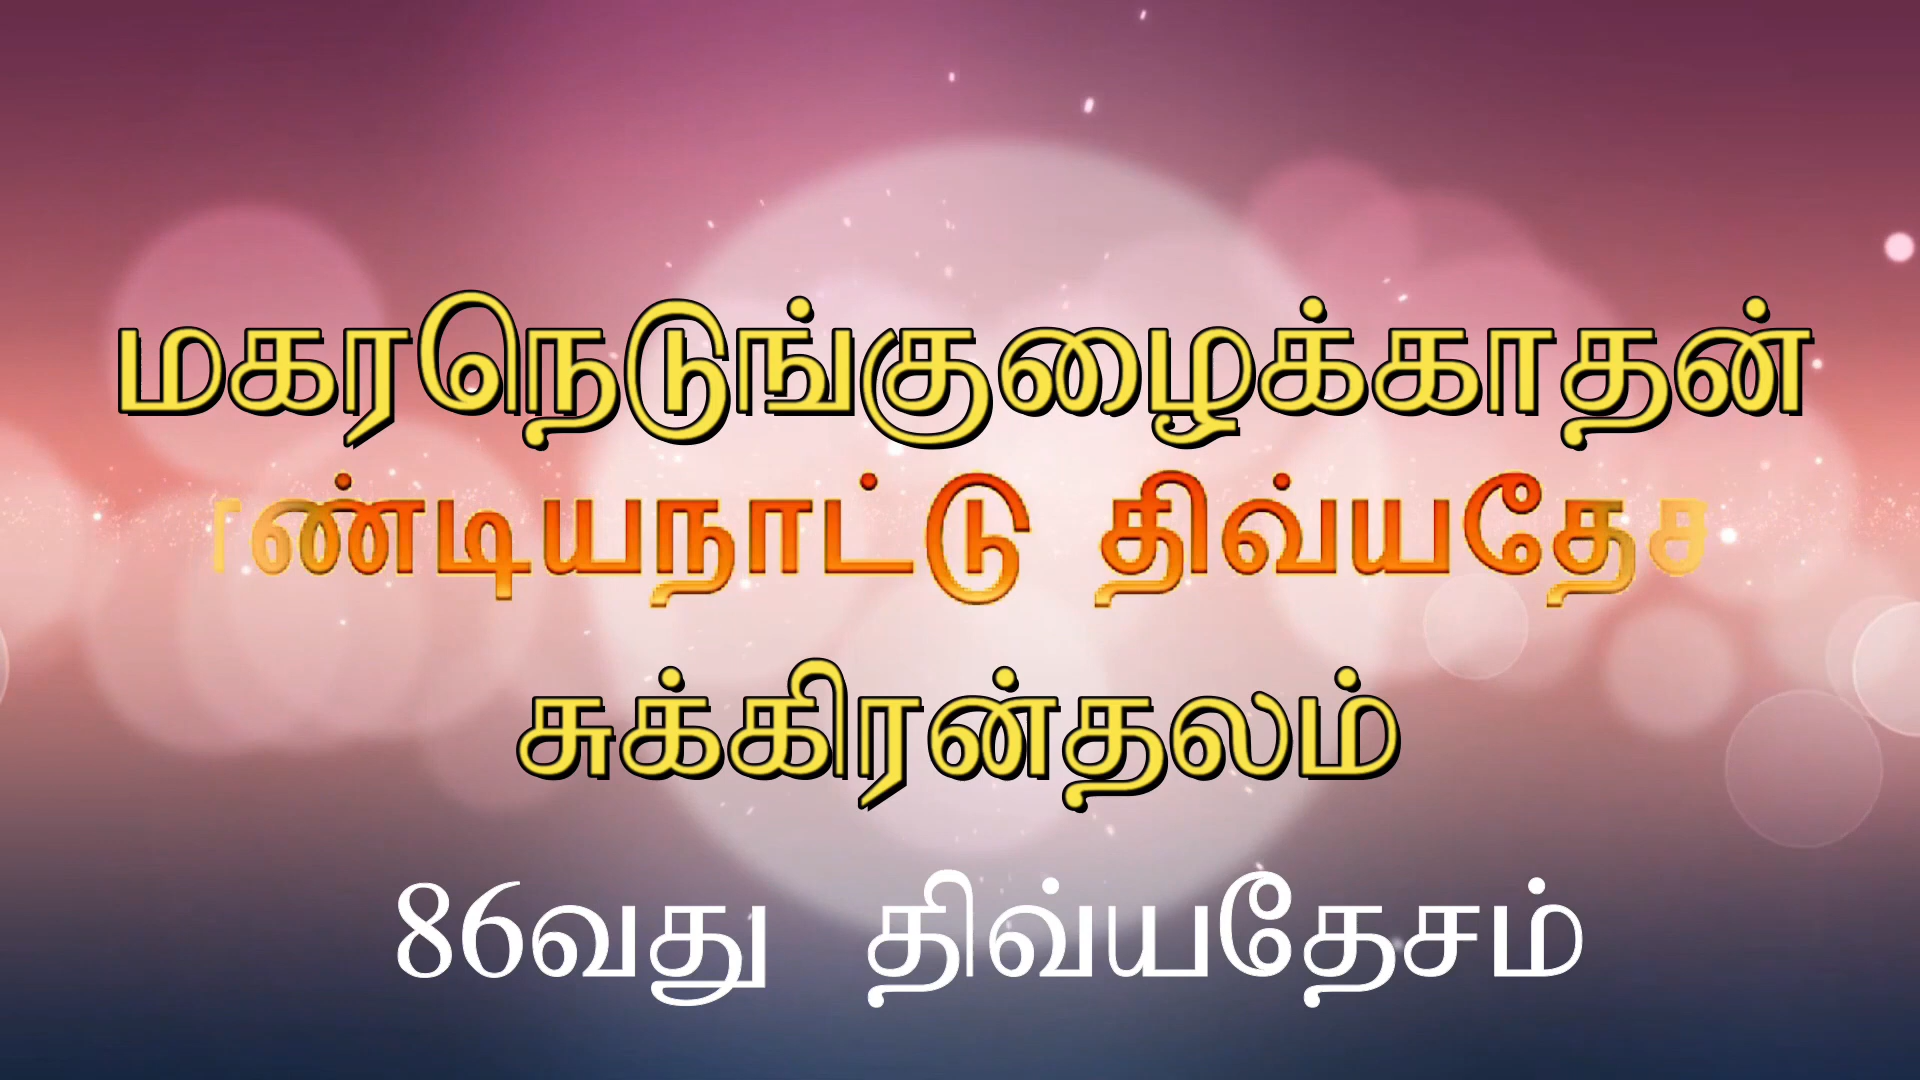 மகரநெடுங்குழைக்காதன்
ாண்டியநாட்டு திவ்யதேச
சுக்கிரன்தலம்
86வது திவ்யதேசம்